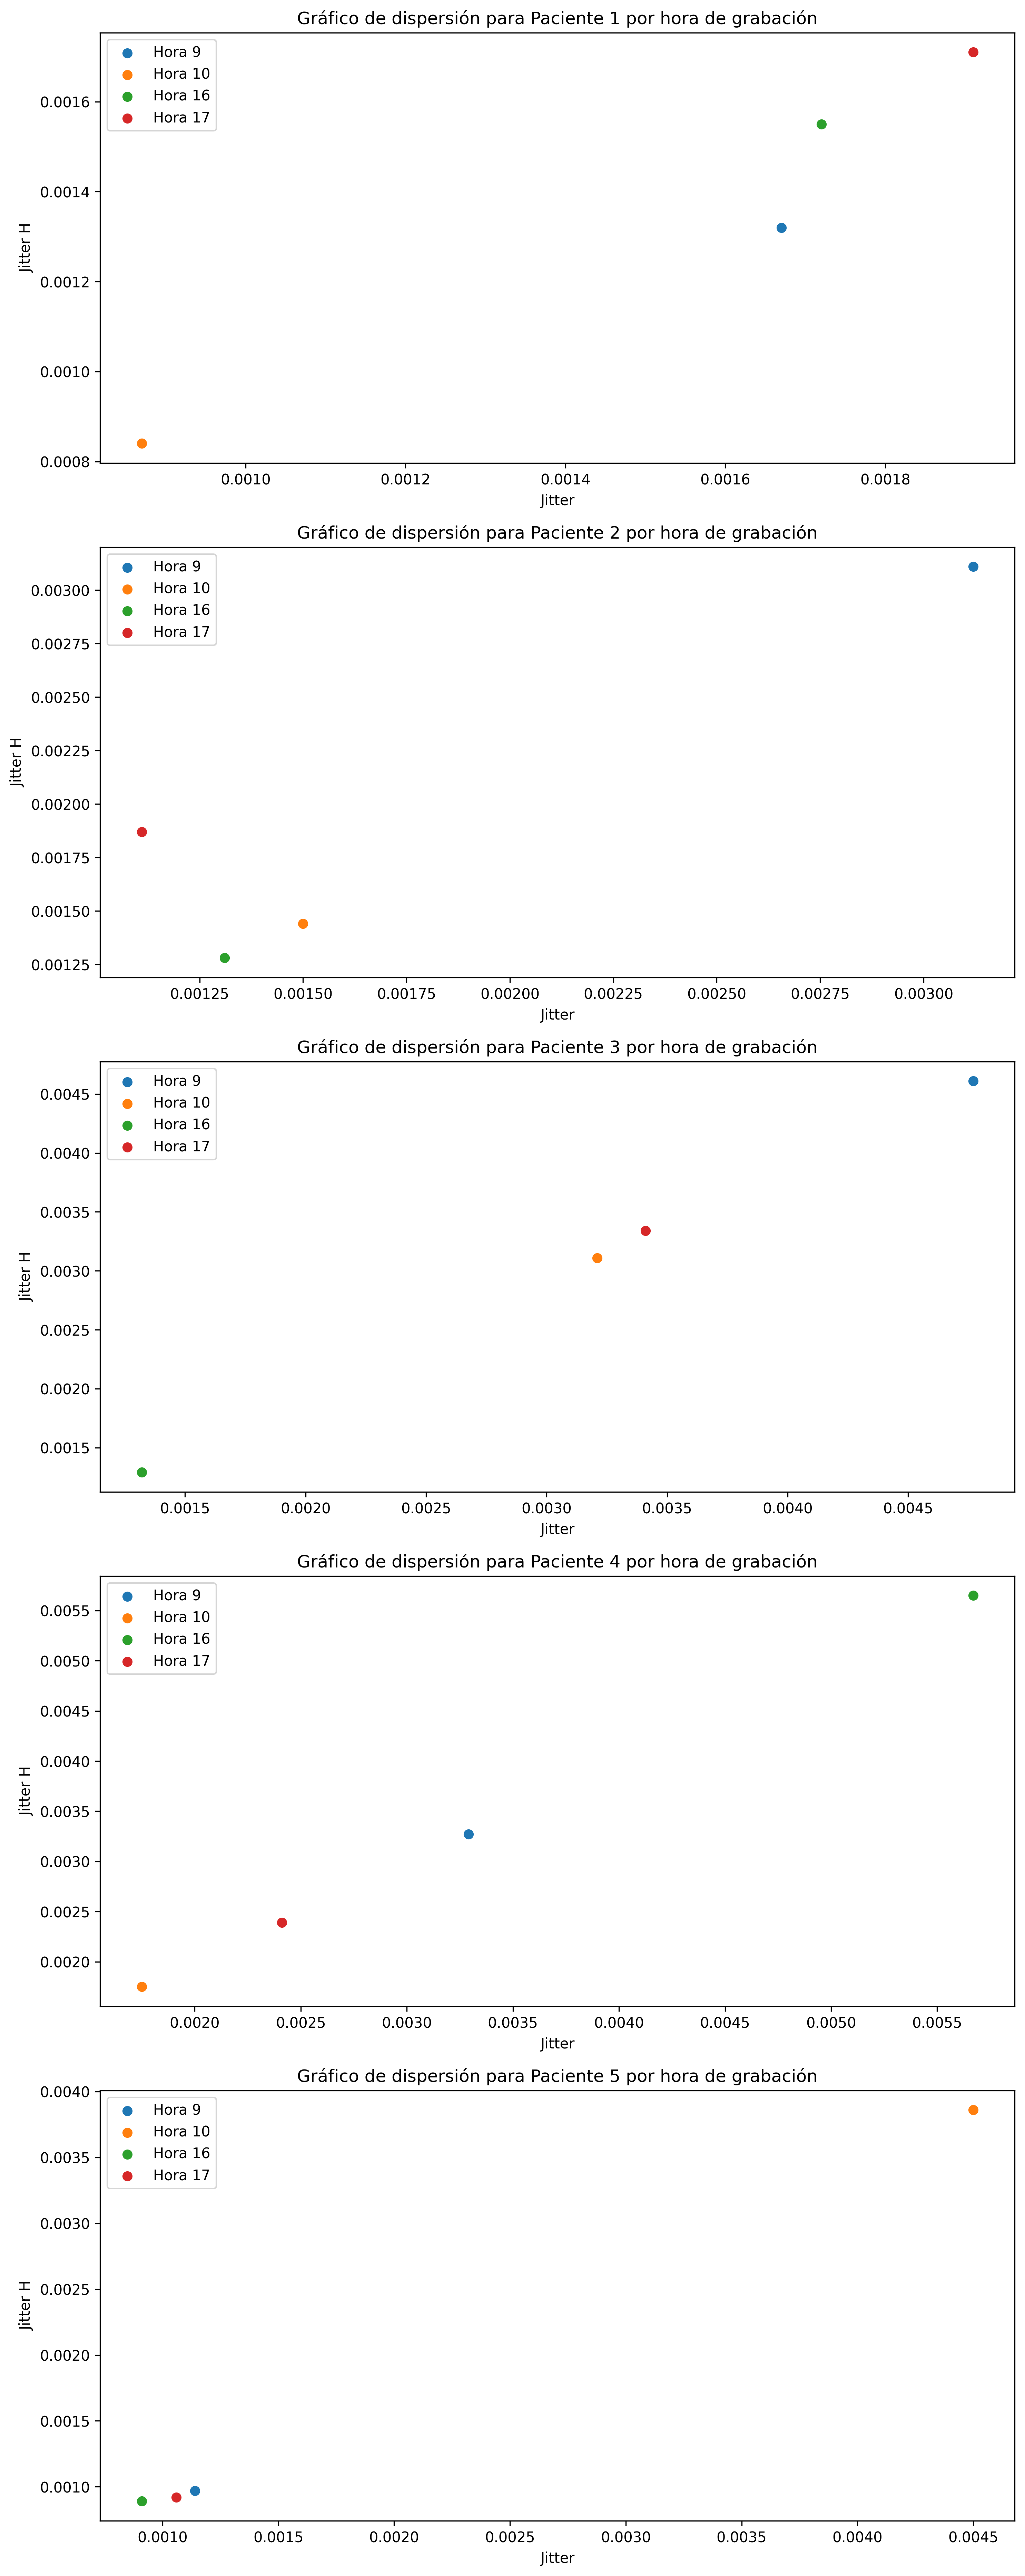 Gráfico de dispersión para Paciente 1 por hora de grabación
Hora 9
Hora 10
Hora 16
Hora 17
0.0016
0.0014
0.0012
0.0010
0.0008
Jitter H
0.0010 0.0012 0.0014 0.0016 0.0018
Jitter
Gráfico de dispersión para Paciente 2 por hora de grabación
Hora 9
Hora 10
Hora 16
Hora 17
0.00300
0.00275
0.00250
0.00225
0.00200
0.00175
0.00150
0.00125
Jitter H
0.00125 0.00150 0.00175 0.00200 0.00225 0.00250 0.00275 0.00300
Jitter
Gráfico de dispersión para Paciente 3 por hora de grabación
Hora 9
Hora 10
Hora 16
Hora 17
0.0045
0.0040
0.0035
0.0030
0.0025
0.0020
0.0015
Jitter H
0.0015 0.0020 0.0025 0.0030 0.0035 0.0040 0.0045
Jitter
Gráfico de dispersión para Paciente 4 por hora de grabación
Hora 9
Hora 10
Hora 16
Hora 17
0.0055
0.0050
0.0045
0.0040
0.0035
0.0030
0.0025
0.0020
Jitter H
0.0020 0.0025 0.0030 0.0035 0.0040 0.0045 0.0050 0.0055
Jitter
Gráfico de dispersión para Paciente 5 por hora de grabación
Hora 9
Hora 10
Hora 16
Hora 17
0.0040
0.0035
0.0030
0.0025
0.0020
0.0015
0.0010
Jitter H
0.0010 0.0015 0.0020 0.0025 0.0030 0.0035 0.0040 0.0045
Jitter